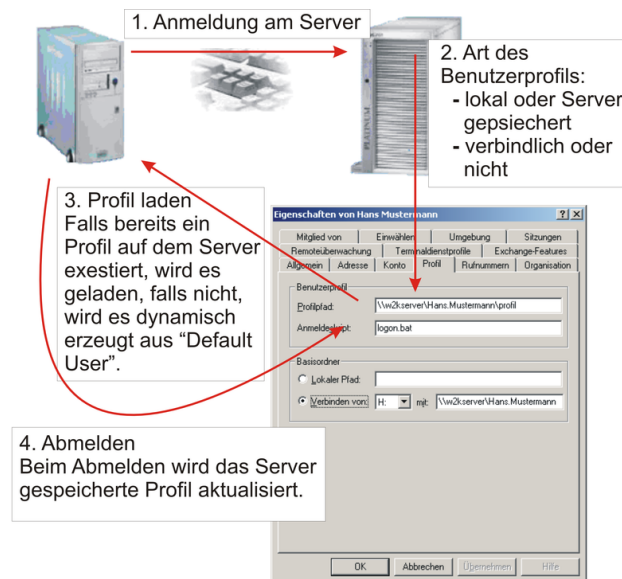 1. Anmeldung am Server
2. Art des
Benutzerprofils:
- lokal oder Server
gepsiechert
- verbindlich oder
nicht
PLATINUM
3. Profil laden
Falls bereits ein
Profil auf dem Server
exestiert, wird es
geladen, falls nicht,
wird es dynamisch
erzeugt aus “Default
User”.
4. Abmelden
Beim Abmelden wird das Server
gespeicherte Profil aktualisiert.
Eigenschaften von Hans Mustermann
Mitglied von Einwählen Umgebung Sitzungen
Remoteüberwachung Terminaldienstprofile Exchange-Features
Allgemein Adresse Konto Profil Rufnummern Organisation
Benutzerprofil
Profilpfad: \\w2kserver\Hans.Mustermann\profil
Anmeldeskript: logon.bat
Basisordner
Lokaler Pfad:
Verbinden von: H: mit: \\w2kserver\Hans.Mustermann
OK Abbrechen Übernehmen Hilfe